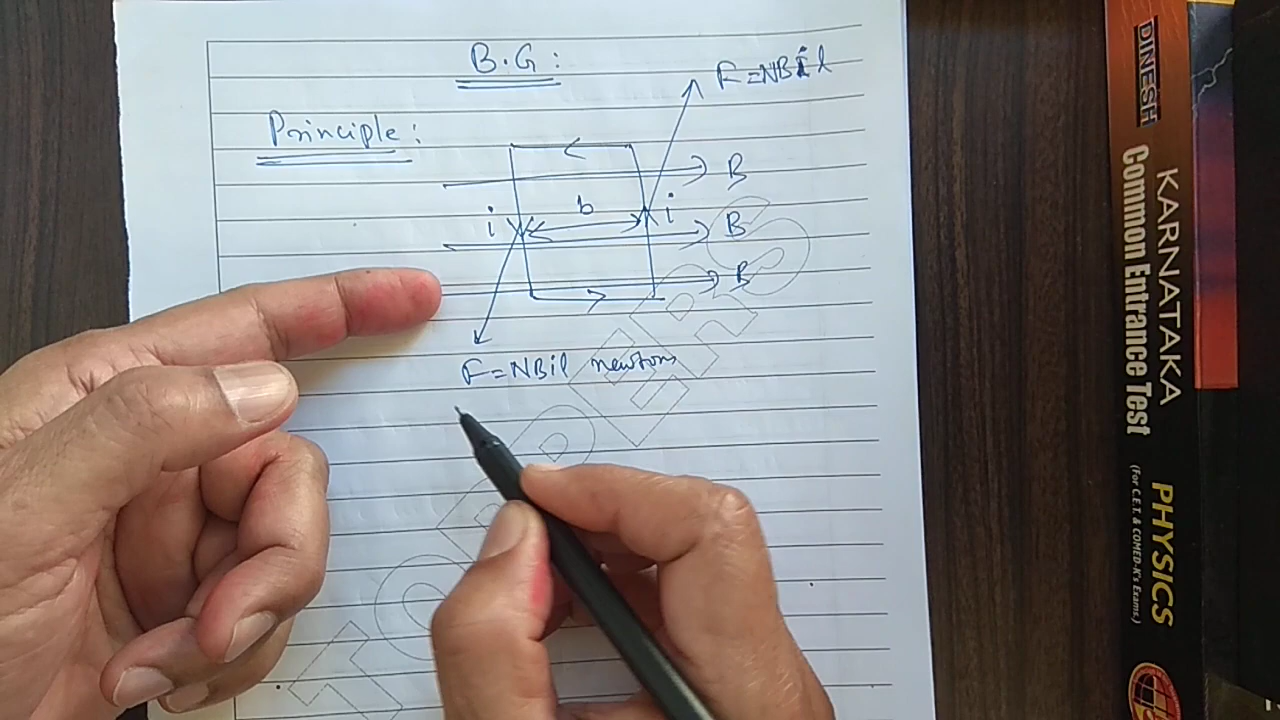 B.G:
F=NBil
Principle:
B
b
i
i
B
B
F=NBil newtons
DINESH
KARNATAKA
Common Entrance Test
(For C.E.T. & COMED-K's Exams.)
PHYSICS